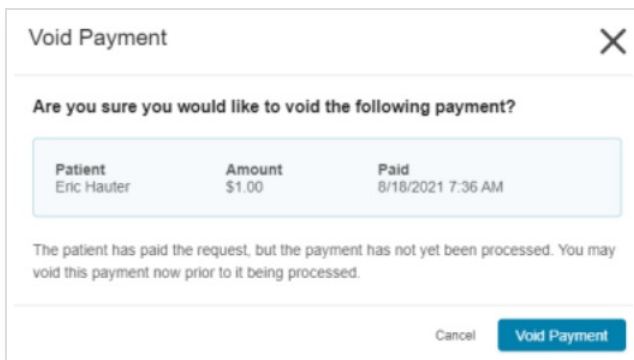 Void Payment
Are you sure you would like to void the following payment?
Patient Amount Paid
Eric Hauter $1.00 8/18/2021 7:36 AM
The patient has paid the request, but the payment has not yet been processed. You may
void this payment now prior to it being processed.
Cancel Void Payment